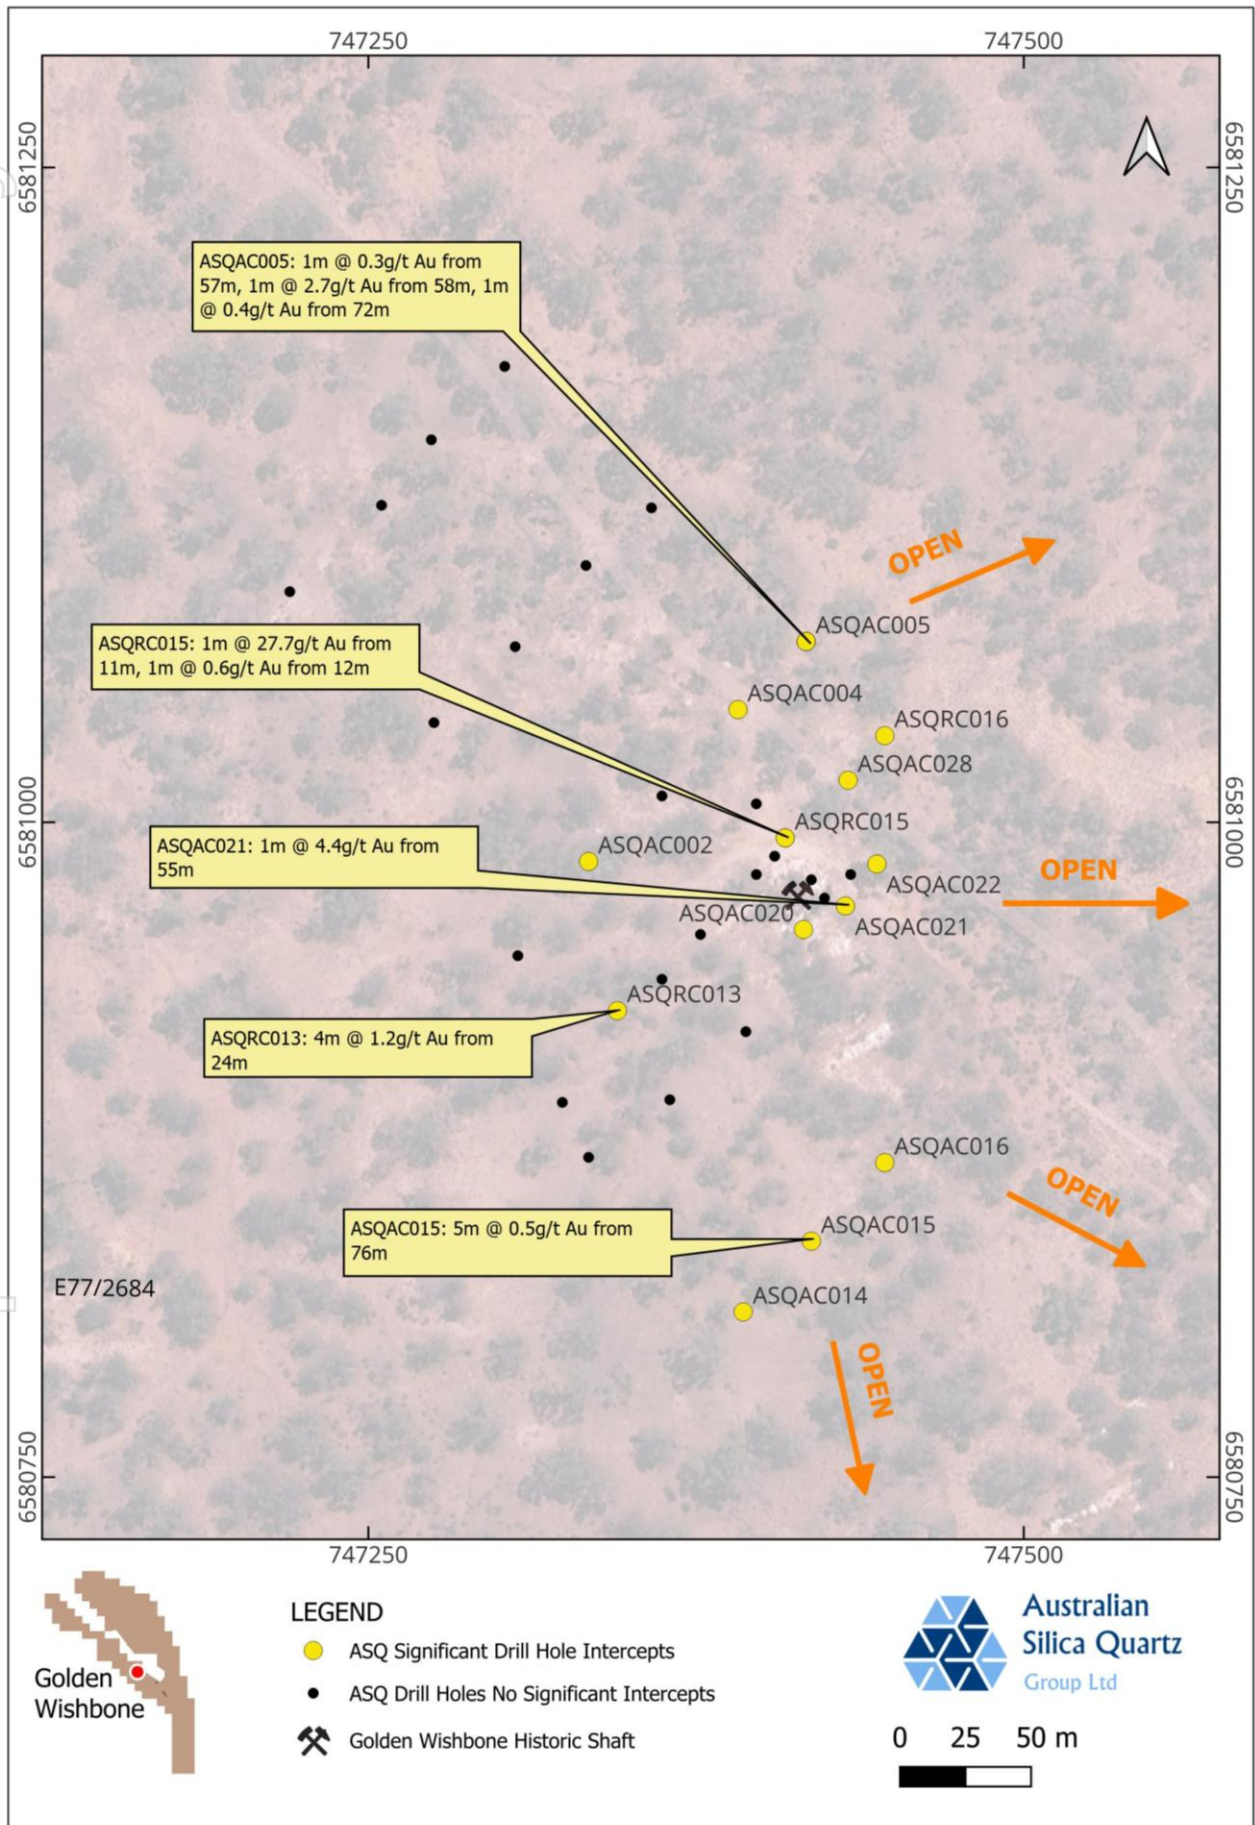 747250
747500
6581250
6581250
ASQAC005: 1m @ 0.3g/t Au from
57m, 1m @ 2.7g/t Au from 58m, 1m
@ 0.4g/t Au from 72m
OPEN
ASQAC005
ASQRC015: 1m @ 27.7g/t Au from
11m, 1m @ 0.6g/t Au from 12m
ASQAC004
ASQRC016
ASQAC028
6581000
6581000
ASQRC015
ASQAC021: 1m @ 4.4g/t Au from
55m
ASQAC002
OPEN
ASQAC022
ASQAC020
ASQAC021
ASQRC013
ASQRC013: 4m @ 1.2g/t Au from
24m
ASQAC016
OPEN
ASQAC015: 5m @ 0.5g/t Au from
76m
ASQAC015
E77/2684
ASQAC014
OPEN
6580750
6580750
747250
747500
Golden
Wishbone
LEGEND
ASQ Significant Drill Hole Intercepts
ASQ Drill Holes No Significant Intercepts
Golden Wishbone Historic Shaft
Australian
Silica Quartz
Group Ltd
0 25 50 m